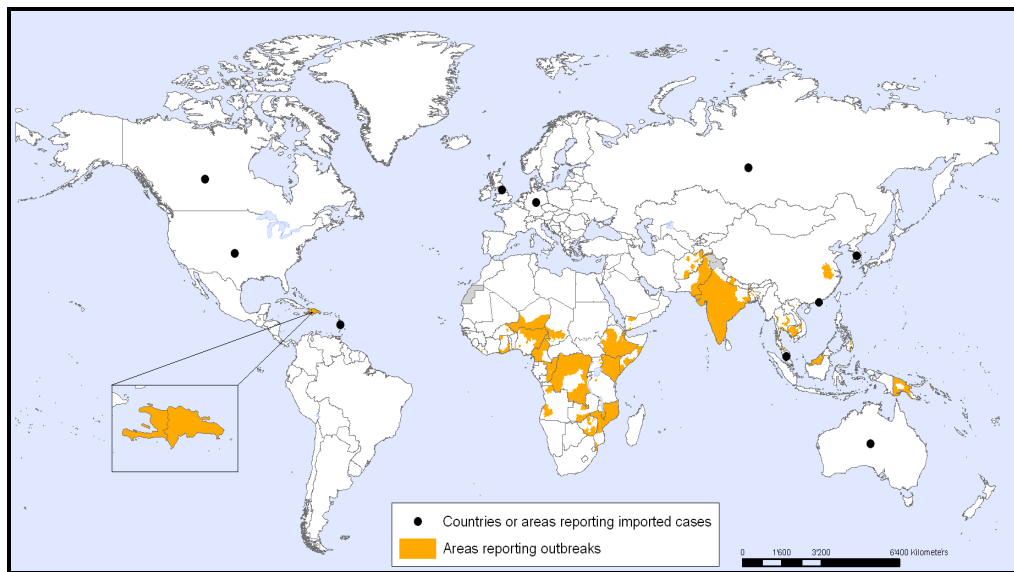 Countries or areas reporting imported cases
Areas reporting outbreaks
0 1'600 3'200 6'400 Kilometers